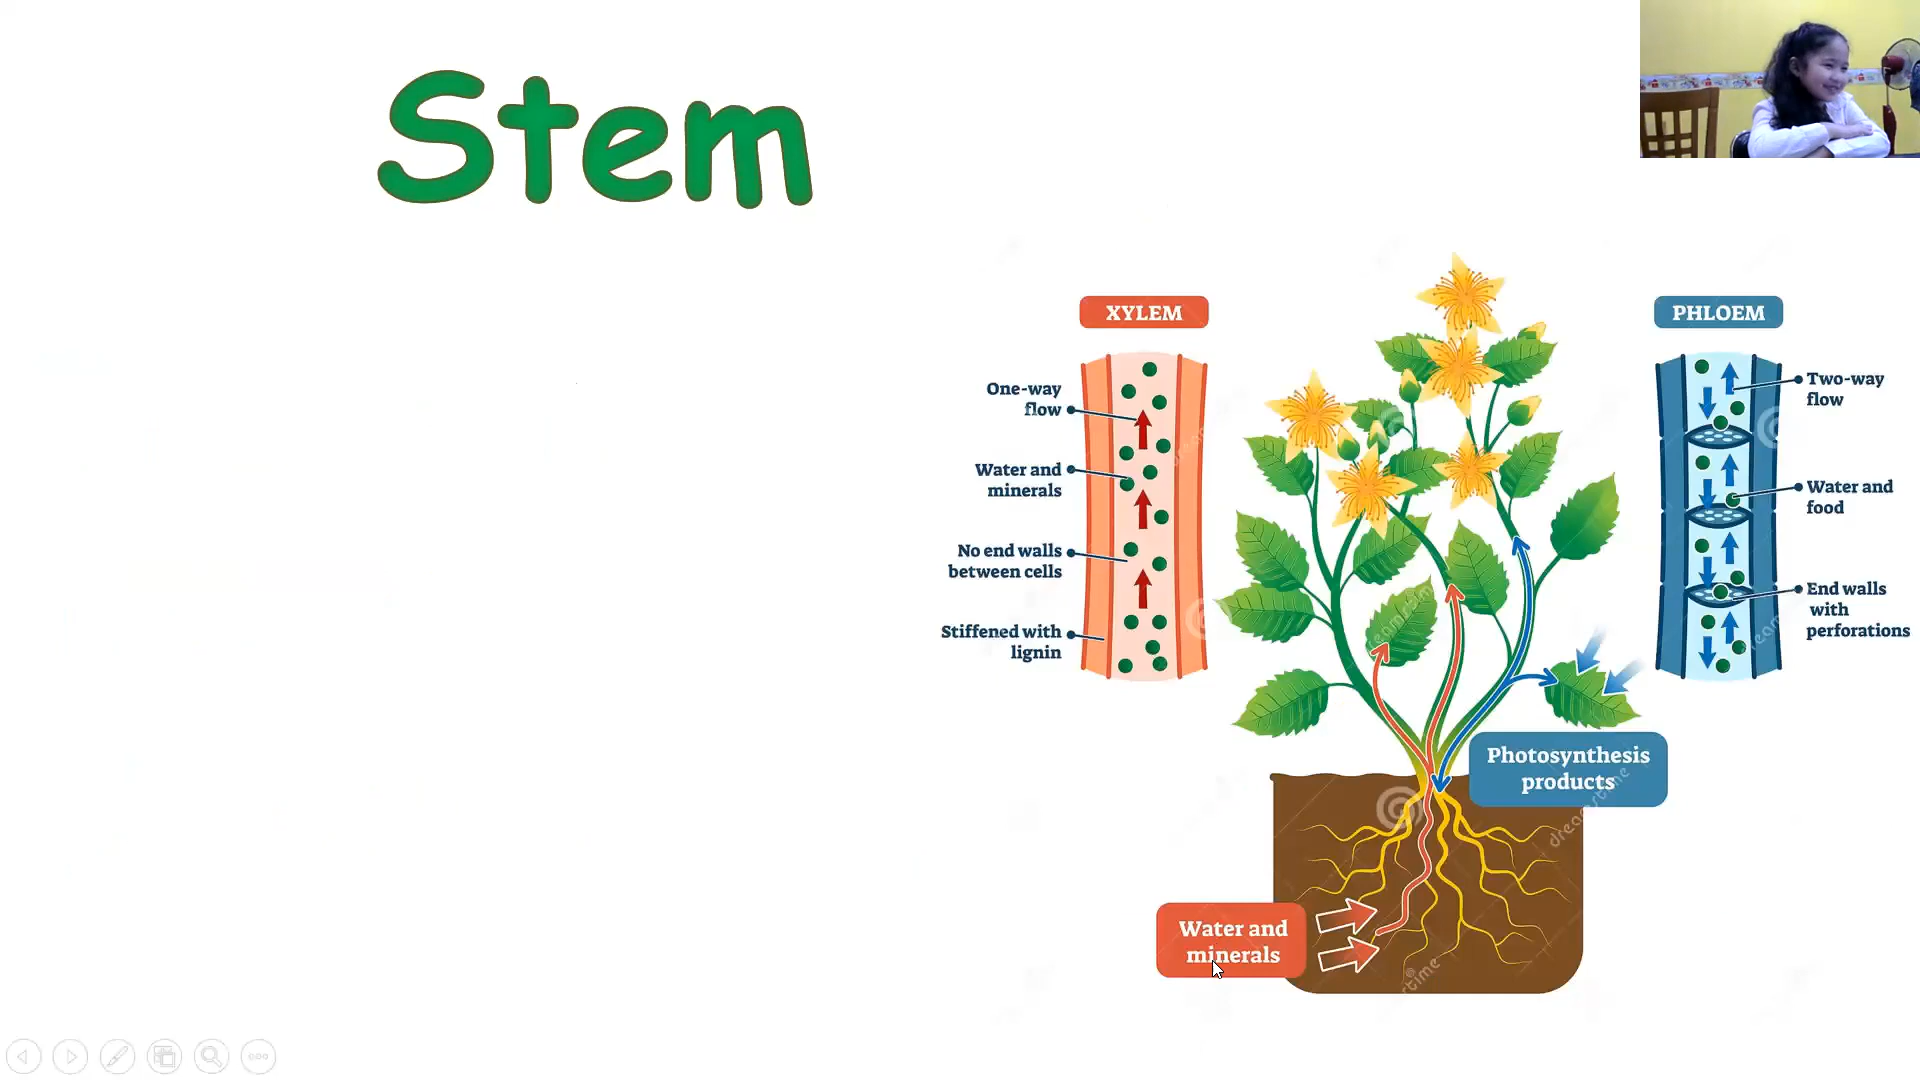 Stem
XYLEM
One-way
flow
Water and
minerals
No end walls
between cells
Stiffened with
lignin
PHLOEM
Two-way
flow
Water and
food
End walls
with
perforations
Photosynthesis
products
Water and
minerals
dreamstime